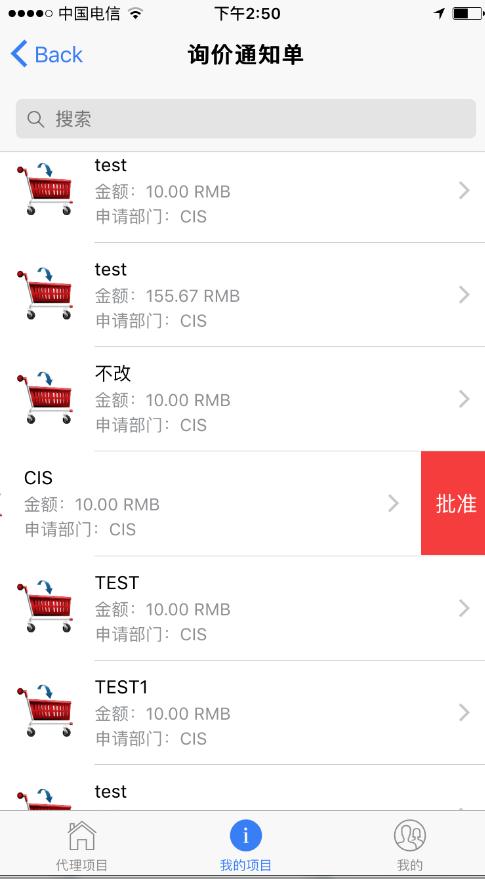 中国电信 下午2:50
Back 询价通知单
搜索
test
金额：10.00 RMB
申请部门：CIS
test
金额：155.67 RMB
申请部门：CIS
不改
金额：10.00 RMB
申请部门：CIS
CIS
金额：10.00 RMB
申请部门：CIS
批准
TEST
金额：10.00 RMB
申请部门：CIS
TEST1
金额：10.00 RMB
申请部门：CIS
test
代理项目 我的项目 我的